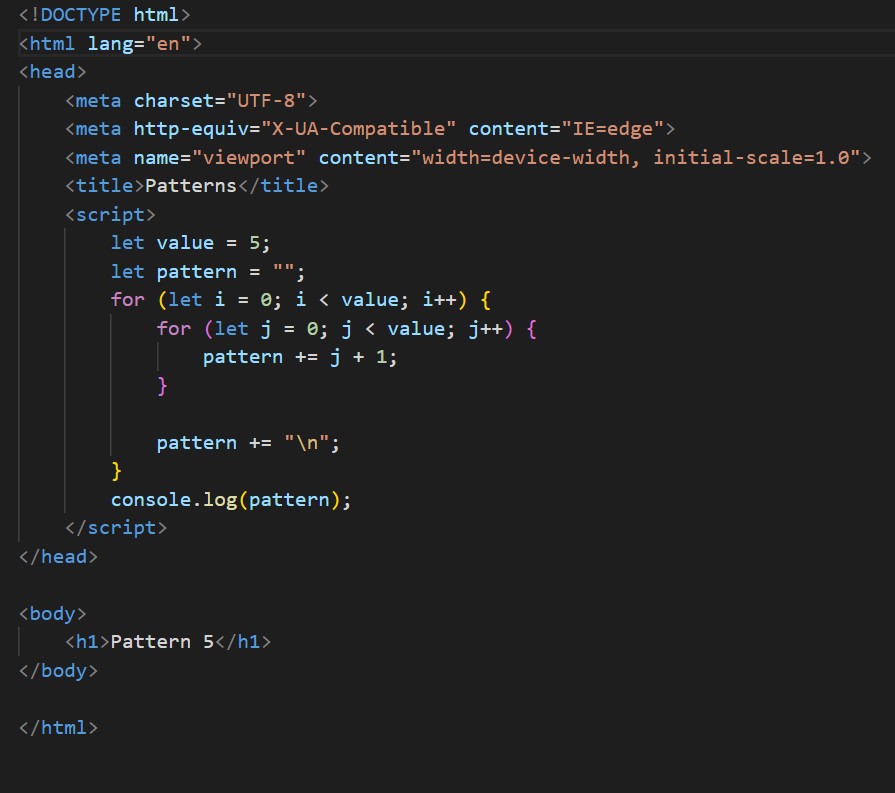 <!DOCTYPE html>
<html lang="en">
<head>
    <meta charset="UTF-8">
    <meta http-equiv="X-UA-Compatible" content="IE=edge">
    <meta name="viewport" content="width=device-width, initial-scale=1.0">
    <title>Patterns</title>
    <script>
        let value = 5;
        let pattern = "";
        for (let i = 0; i < value; i++) {
            for (let j = 0; j < value; j++) {
                pattern += j + 1;
            }

            pattern += "\n";
        }
        console.log(pattern);
    </script>
</head>

<body>
    <h1>Pattern 5</h1>
</body>

</html>